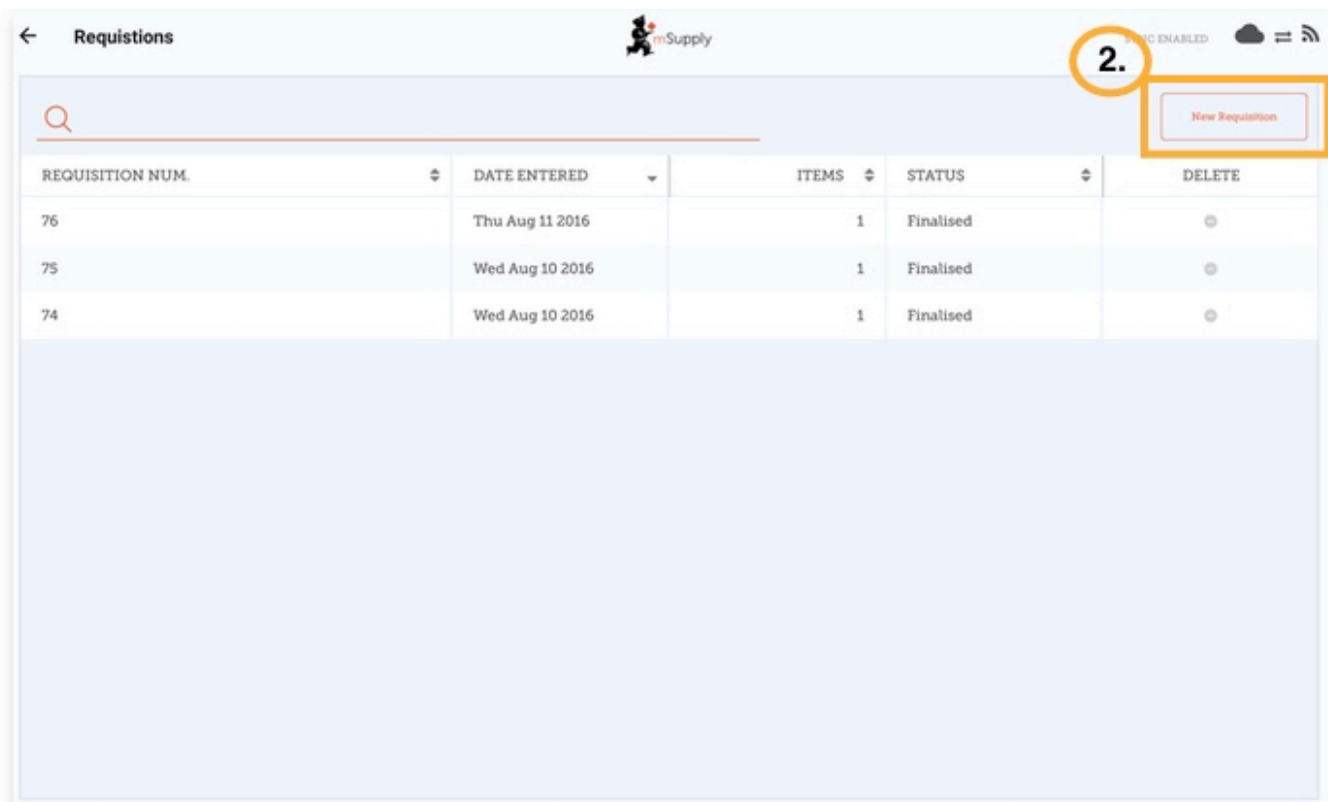 Requistions
mSupply
ENABLED
2.
New Requisition
REQUISITION NUM. DATE ENTERED ITEMS STATUS DELETE
76 Thu Aug 11 2016 1 Finalised
75 Wed Aug 10 2016 1 Finalised
74 Wed Aug 10 2016 1 Finalised